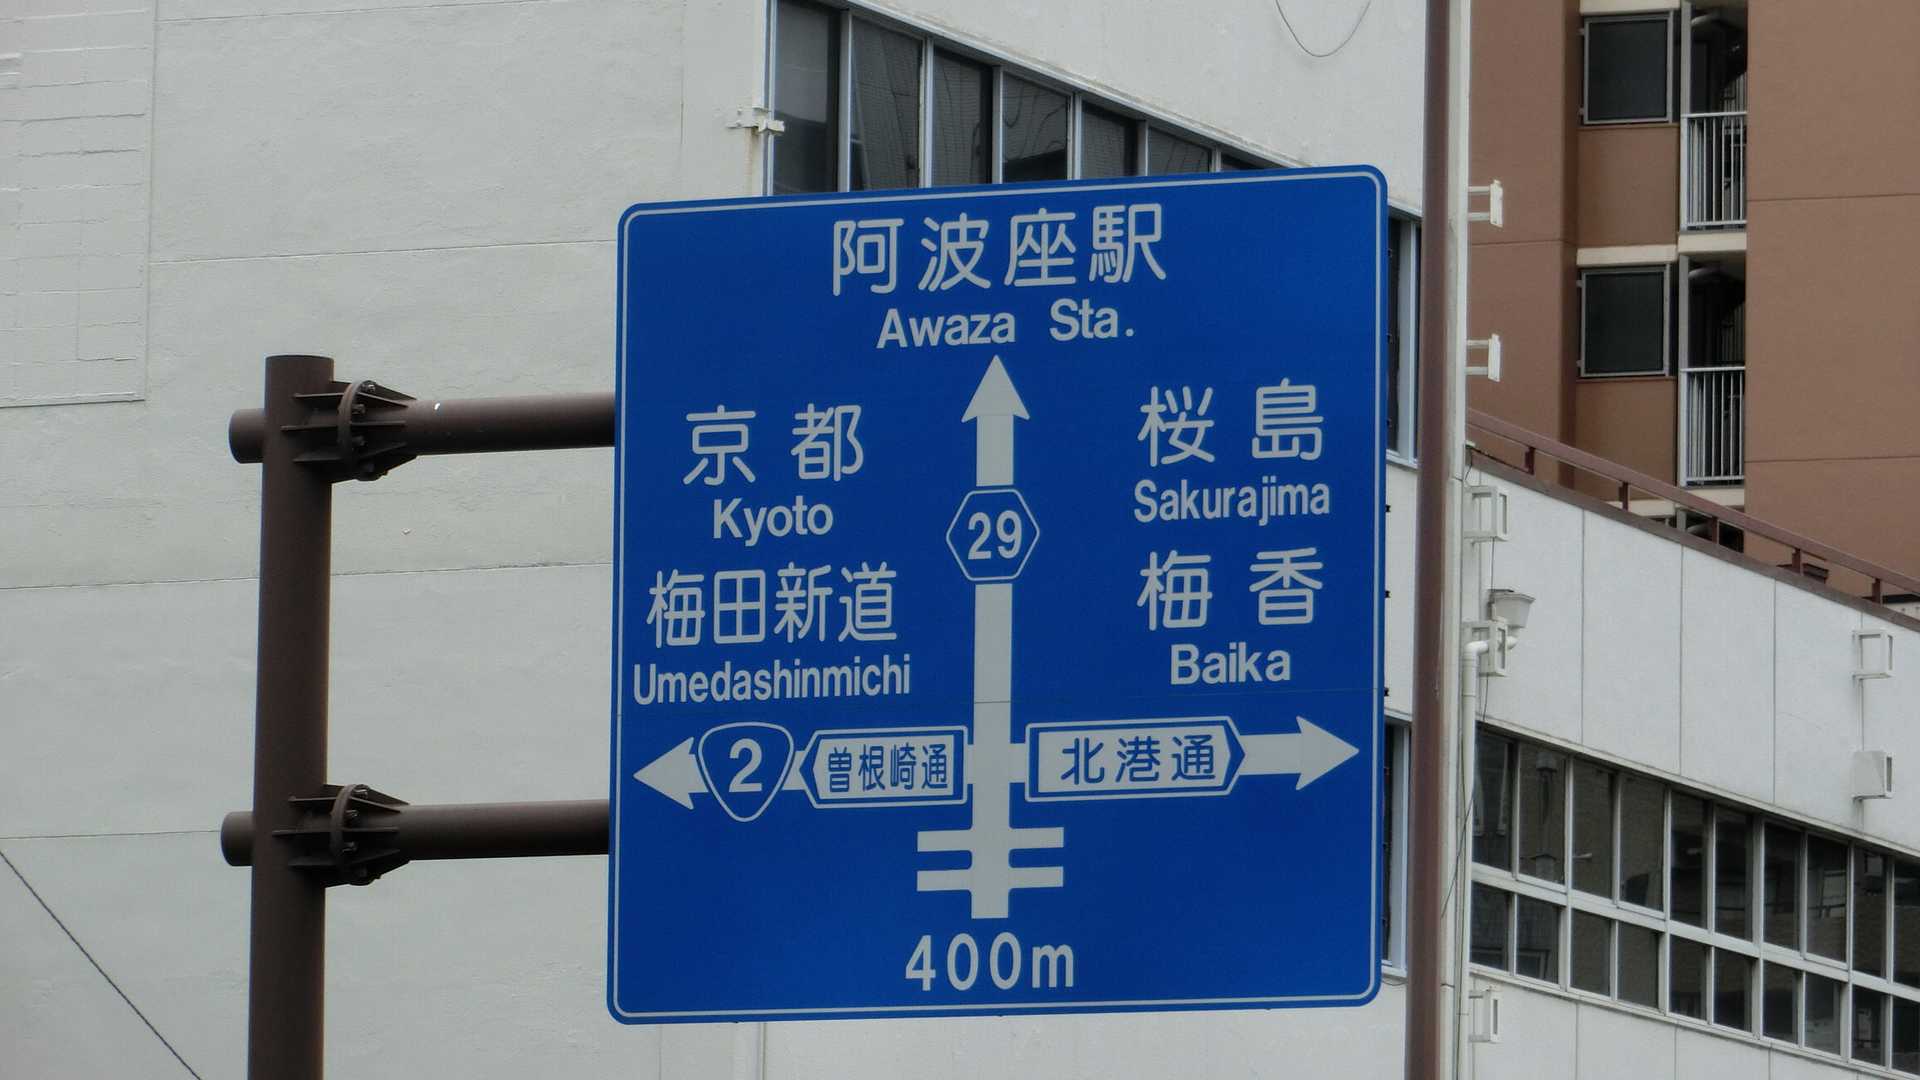 阿波座駅
Awaza Sta.
京都
Kyoto
梅田新道
Umedashinmichi
桜島
Sakurajima
梅香
Baika
29
2
曽根崎通
北港通
400m